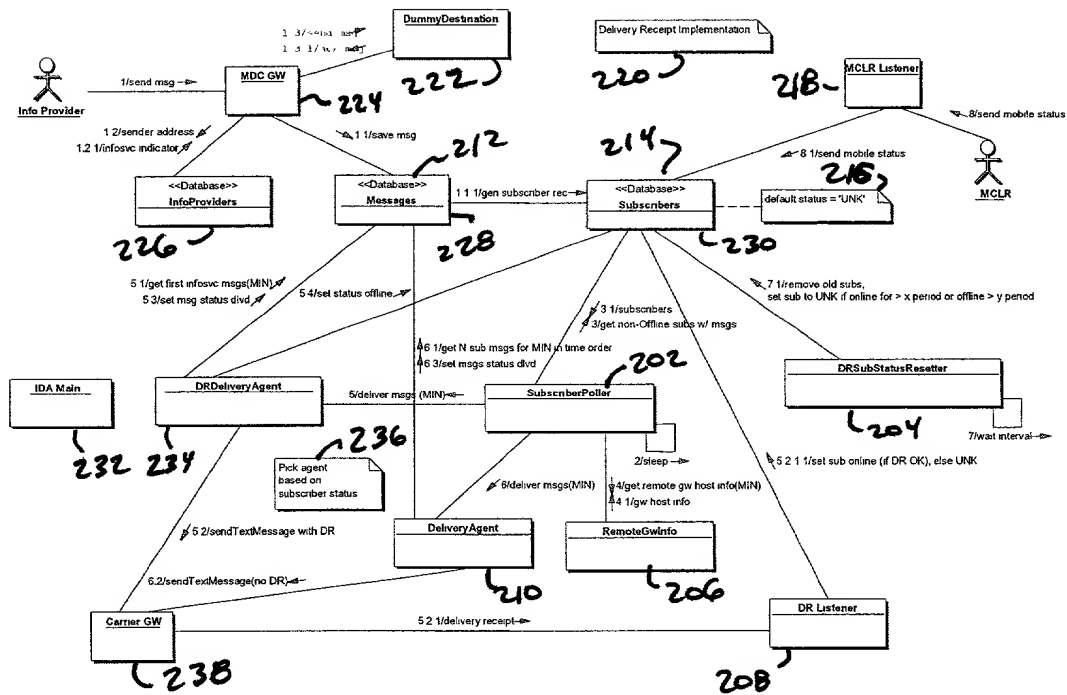 DummyDestination
222
Delivery Receipt Implementation
220
1 3/send msg
MDC GW
224
1/send msg
Info Provider
MCLR Listener
218
8/send mobile status
MCLR
1 2/sender address
1.2 1/infosvc indicator
1 1/save msg
212
214
8 1/send mobile status
216
<<Database>>
InfoProviders
226
<<Database>>
Messages
228
1 1 1/gen subscriber rec
<<Database>>
Subscribers
230
default status = 'UNK'
5 1/get first infosvc msgs(MIN)
5 3/set msg status dlvd
5 4/set status offline
3 1/subscribers
3/get non-Offline subs w/ msgs
7 1/remove old subs,
set sub to UNK if online for > x period or offline > y period
6 1/get N sub msgs for MIN in time order
6 3/set msgs status dlvd
202
IDA Main
232
DRDeliveryAgent
234
5/deliver msgs (MIN)
SubscriberPoller
2/sleep
DRSubStatusResetter
204
7/wait interval
236
Pick agent
based on
subscriber status
5 2 1 1/set sub online (if DR OK), else UNK
6/deliver msgs(MIN)
4/get remote gw host info(MIN)
4 1/gw host info
5 2/sendTextMessage with DR
DeliveryAgent
210
RemoteGwInfo
206
6.2/sendTextMessage(no DR)
Carrier GW
238
5 2 1/delivery receipt
DR Listener
208